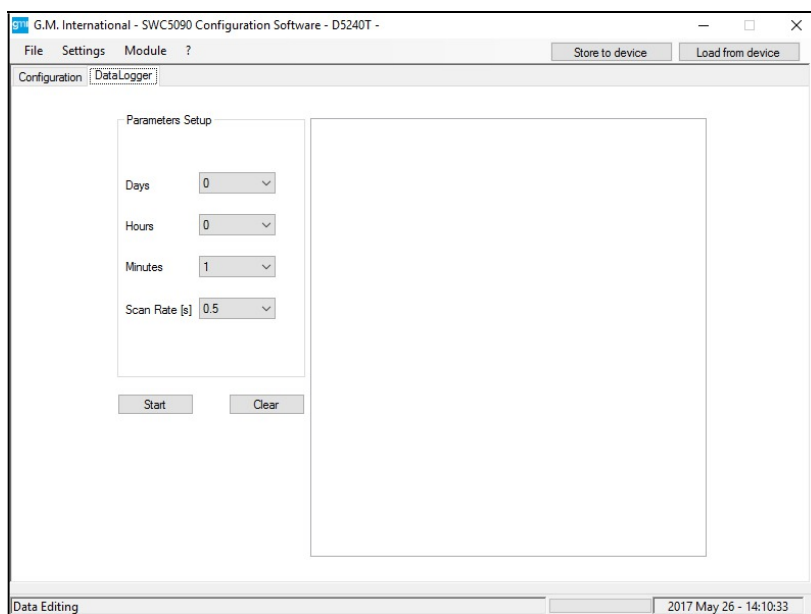 gmi G.M. International - SWC5090 Configuration Software - D5240T -
File Settings Module ? Store to device Load from device
Configuration DataLogger
Parameters Setup
Days 0
Hours 0
Minutes 1
Scan Rate [s] 0.5
Start Clear
Data Editing 2017 May 26 - 14:10:33